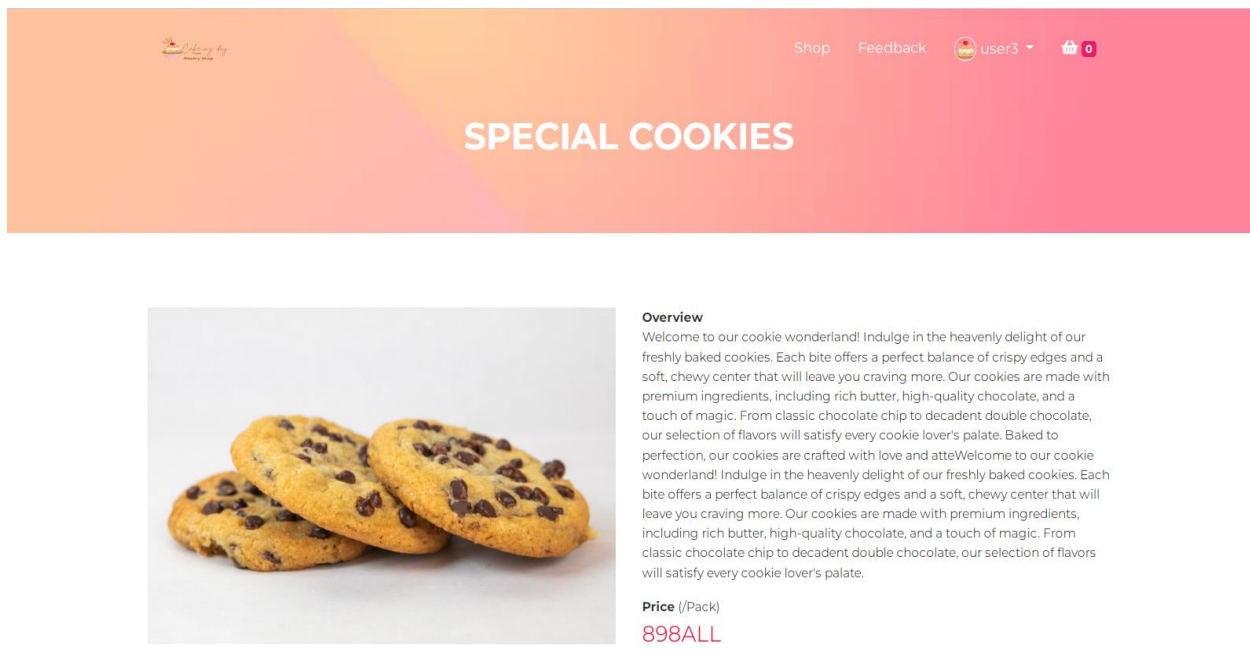 Cake my day
Pastry Shop
Shop Feedback user3 0
SPECIAL COOKIES
Overview
Welcome to our cookie wonderland! Indulge in the heavenly delight of our
freshly baked cookies. Each bite offers a perfect balance of crispy edges and a
soft, chewy center that will leave you craving more. Our cookies are made with
premium ingredients, including rich butter, high-quality chocolate, and a
touch of magic. From classic chocolate chip to decadent double chocolate,
our selection of flavors will satisfy every cookie lover's palate. Baked to
perfection, our cookies are crafted with love and atteWelcome to our cookie
wonderland! Indulge in the heavenly delight of our freshly baked cookies. Each
bite offers a perfect balance of crispy edges and a soft, chewy center that will
leave you craving more. Our cookies are made with premium ingredients,
including rich butter, high-quality chocolate, and a touch of magic. From
classic chocolate chip to decadent double chocolate, our selection of flavors
will satisfy every cookie lover's palate.
Price (/Pack)
898ALL